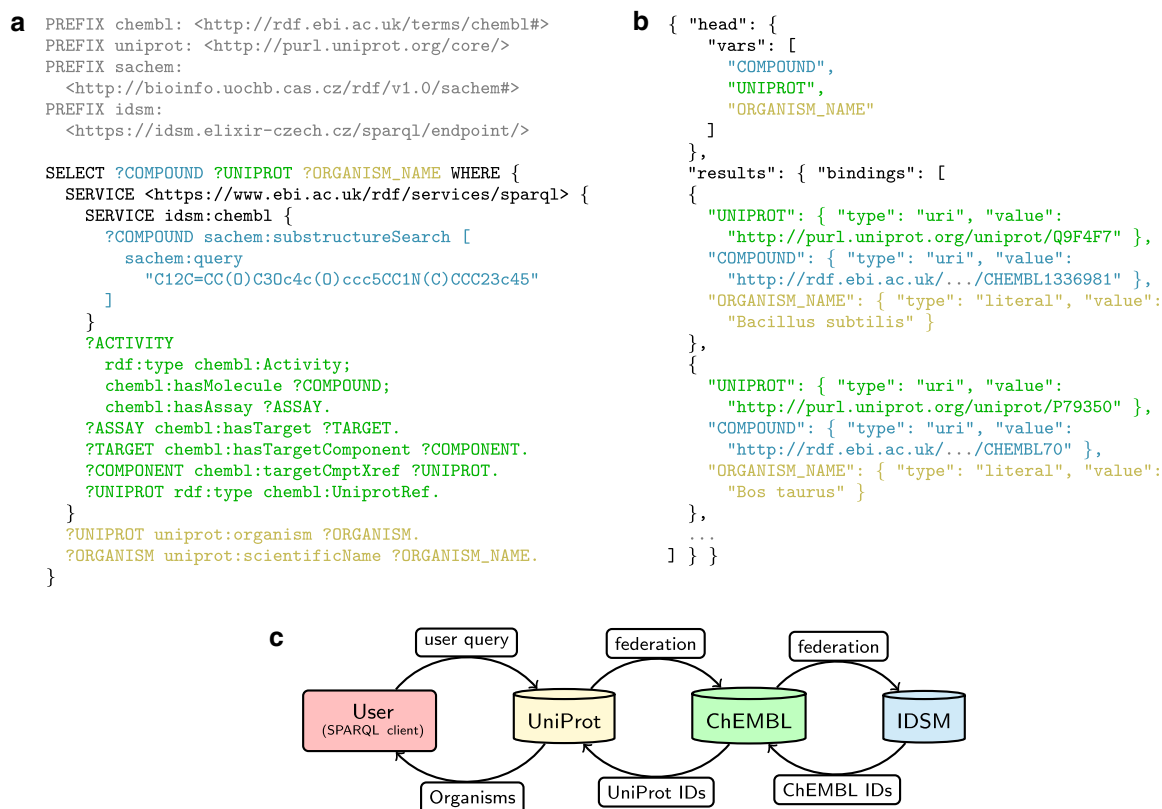 a
PREFIX chembl: <http://rdf.ebi.ac.uk/terms/chembl#>
PREFIX uniprot: <http://purl.uniprot.org/core/>
PREFIX sachem:
<http://bioinfo.uochb.cas.cz/rdf/v1.0/sachem#>
PREFIX idsm:
<https://idsm.elixir-czech.cz/sparql/endpoint/>
SELECT ?COMPOUND ?UNIPROT ?ORGANISM_NAME WHERE {
SERVICE <https://www.ebi.ac.uk/rdf/services/sparql> {
SERVICE idsm:chembl {
?COMPOUND sachem:substructureSearch [
sachem:query
"C12C=CC(O)C3Oc4c(O)ccc5CC1N(C)CCC23c45"
]
}
?ACTIVITY
rdf:type chembl:Activity;
chembl:hasMolecule ?COMPOUND;
chembl:hasAssay ?ASSAY.
?ASSAY chembl:hasTarget ?TARGET.
?TARGET chembl:hasTargetComponent ?COMPONENT.
?COMPONENT chembl:targetCmptXref ?UNIPROT.
?UNIPROT rdf:type chembl:UniprotRef.
}
?UNIPROT uniprot:organism ?ORGANISM.
?ORGANISM uniprot:scientificName ?ORGANISM_NAME.
}
b
{ "head": {
"vars": [
"COMPOUND",
"UNIPROT",
"ORGANISM_NAME"
]
},
"results": { "bindings": [
{
"UNIPROT": { "type": "uri", "value":
"http://purl.uniprot.org/uniprot/Q9F4F7" },
"COMPOUND": { "type": "uri", "value":
"http://rdf.ebi.ac.uk/.../CHEMBL1336981" },
"ORGANISM_NAME": { "type": "literal", "value":
"Bacillus subtilis" }
},
{
"UNIPROT": { "type": "uri", "value":
"http://purl.uniprot.org/uniprot/P79350" },
"COMPOUND": { "type": "uri", "value":
"http://rdf.ebi.ac.uk/.../CHEMBL70" },
"ORGANISM_NAME": { "type": "literal", "value":
"Bos taurus" }
},
...
] } }
c
user query
federation
federation
User
(SPARQL client)
UniProt
ChEMBL
IDSM
Organisms
UniProt IDs
ChEMBL IDs